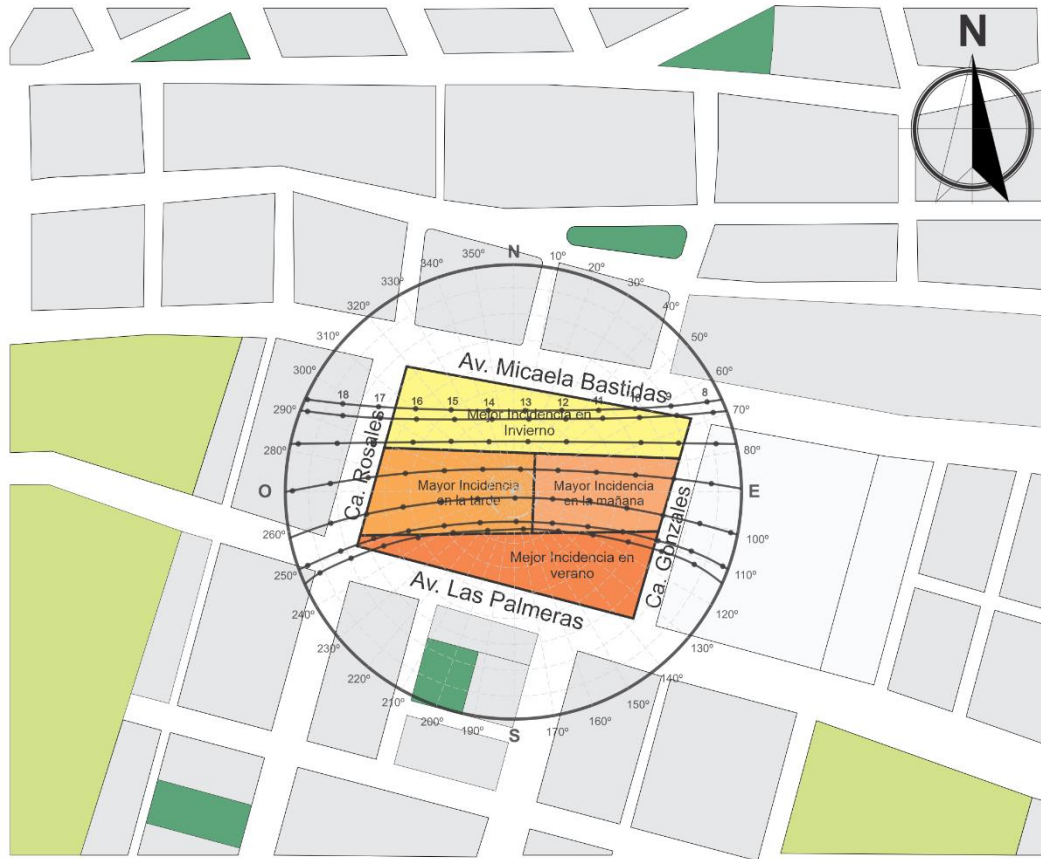 N
N
350º
10º
340º
20º
330º
30º
320º
40º
310º
50º
300º
60º
290º
70º
280º
80º
O
E
260º
100º
250º
110º
240º
120º
230º
130º
220º
140º
210º
150º
200º
160º
190º
170º
S
Av. Micaela Bastidas
18
17
16
15
14
13
12
11
10
9
8
Mejor Incidencia en
Invierno
Ca. Rosales
Mayor Incidencia
en la tarde
Mayor Incidencia
en la mañana
Ca. Gonzales
Mejor Incidencia en
verano
Av. Las Palmeras